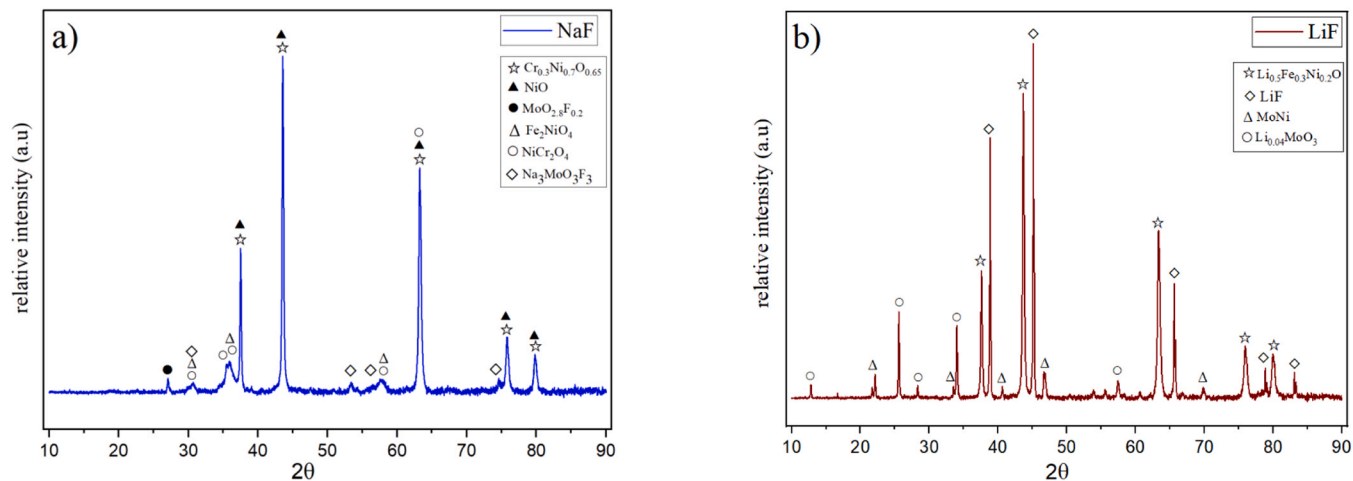 a)
NaF
☆ Cr0.3Ni0.7O0.65
▲ NiO
● MoO2.8F0.2
△ Fe2NiO4
○ NiCr2O4
◇ Na3MoO3F3
relative intensity (a.u)
10 20 30 40 50 60 70 80 90
2θ
b)
LiF
☆ Li0.5Fe0.3Ni0.2O
◇ LiF
△ MoNi
○ Li0.04MoO3
relative intensity (a.u)
10 20 30 40 50 60 70 80 90
2θ